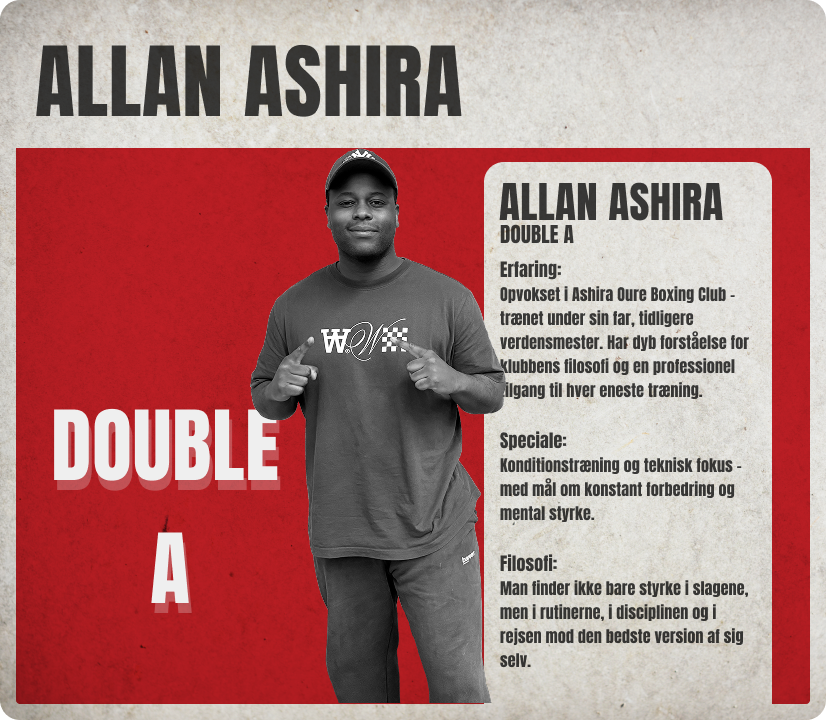 ALLAN ASHIRA
ALLAN ASHIRA
DOUBLE A
Erfaring:
Opvokset i Ashira Oure Boxing Club -
trænet under sin far, tidligere
verdensmester. Har dyb forståelse for
klubbens filosofi og en professionel
tilgang til hver eneste træning.
Speciale:
Konditionstræning og teknisk fokus -
med mål om konstant forbedring og
mental styrke.
Filosofi:
Man finder ikke bare styrke i slagene,
men i rutinerne, i disciplinen og i
rejsen mod den bedste version af sig
selv.
DOUBLE
A
W W